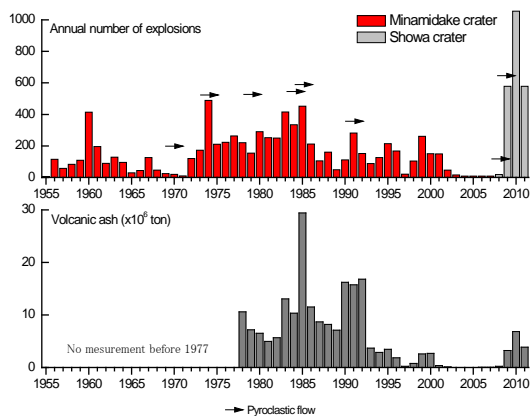 Annual number of explosions
Minamidake crater
Showa crater
1000
800
600
400
200
0
1955 1960 1965 1970 1975 1980 1985 1990 1995 2000 2005 2010
Volcanic ash (x10⁶ ton)
30
20
10
0
No mesurement before 1977
1955 1960 1965 1970 1975 1980 1985 1990 1995 2000 2005 2010
Pyroclastic flow